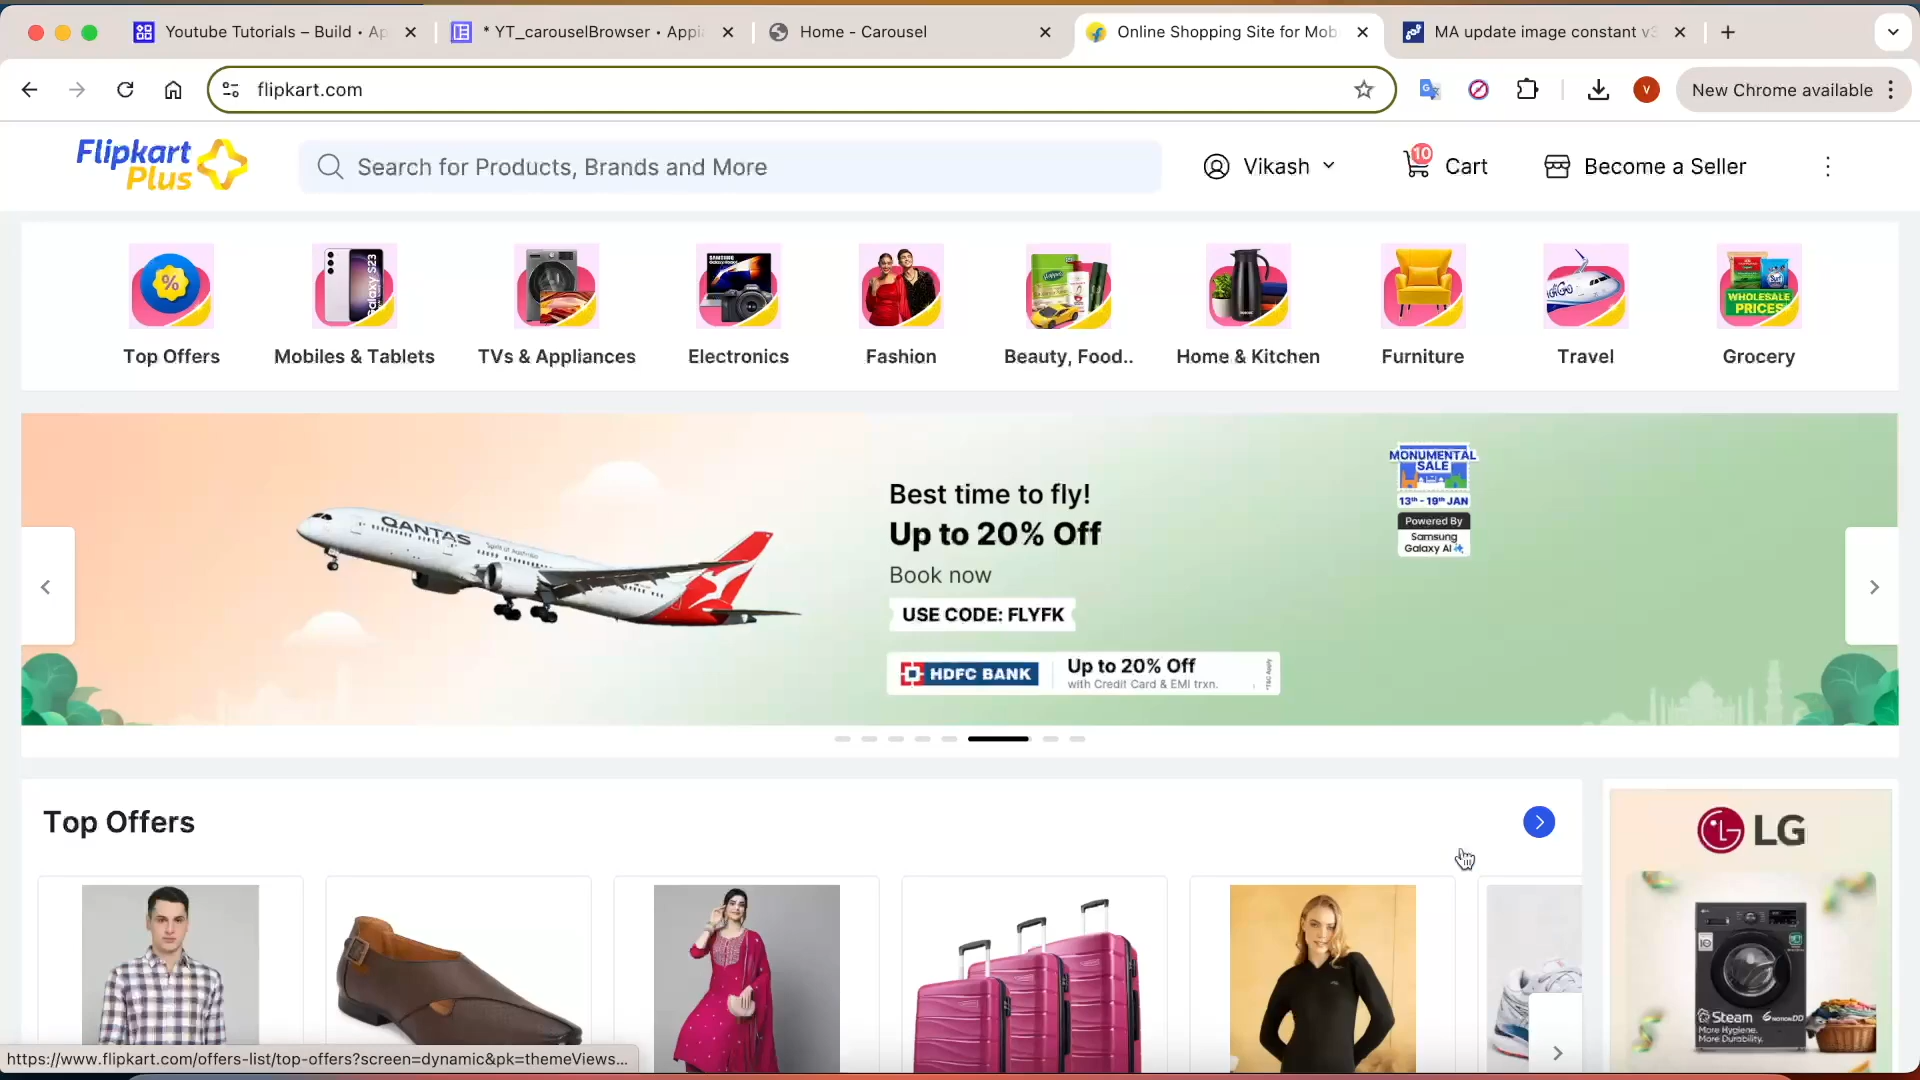 Youtube Tutorials – Build • Ap
* YT_carouselBrowser • Appi
Home - Carousel
Online Shopping Site for Mob
MA update image constant v3
flipkart.com
New Chrome available
V
Flipkart
Plus
Search for Products, Brands and More
Vikash
10
Cart
Become a Seller
%
Galaxy S23
SAMSUNG
WHOLESALE
PRICES
Top Offers
Mobiles & Tablets
TVs & Appliances
Electronics
Fashion
Beauty, Food..
Home & Kitchen
Furniture
Travel
Grocery
QANTAS
Spirit of Australia
Best time to fly!
Up to 20% Off
Book now
USE CODE: FLYFK
HDFC BANK
Up to 20% Off
with Credit Card & EMI trxn.
*T&C Apply
MONUMENTAL
SALE
13th - 19th JAN
Powered By
Samsung
Galaxy AI
Top Offers
LG
Steam
More Hygiene.
More Durability.
https://www.flipkart.com/offers-list/top-offers?screen=dynamic&pk=themeViews...